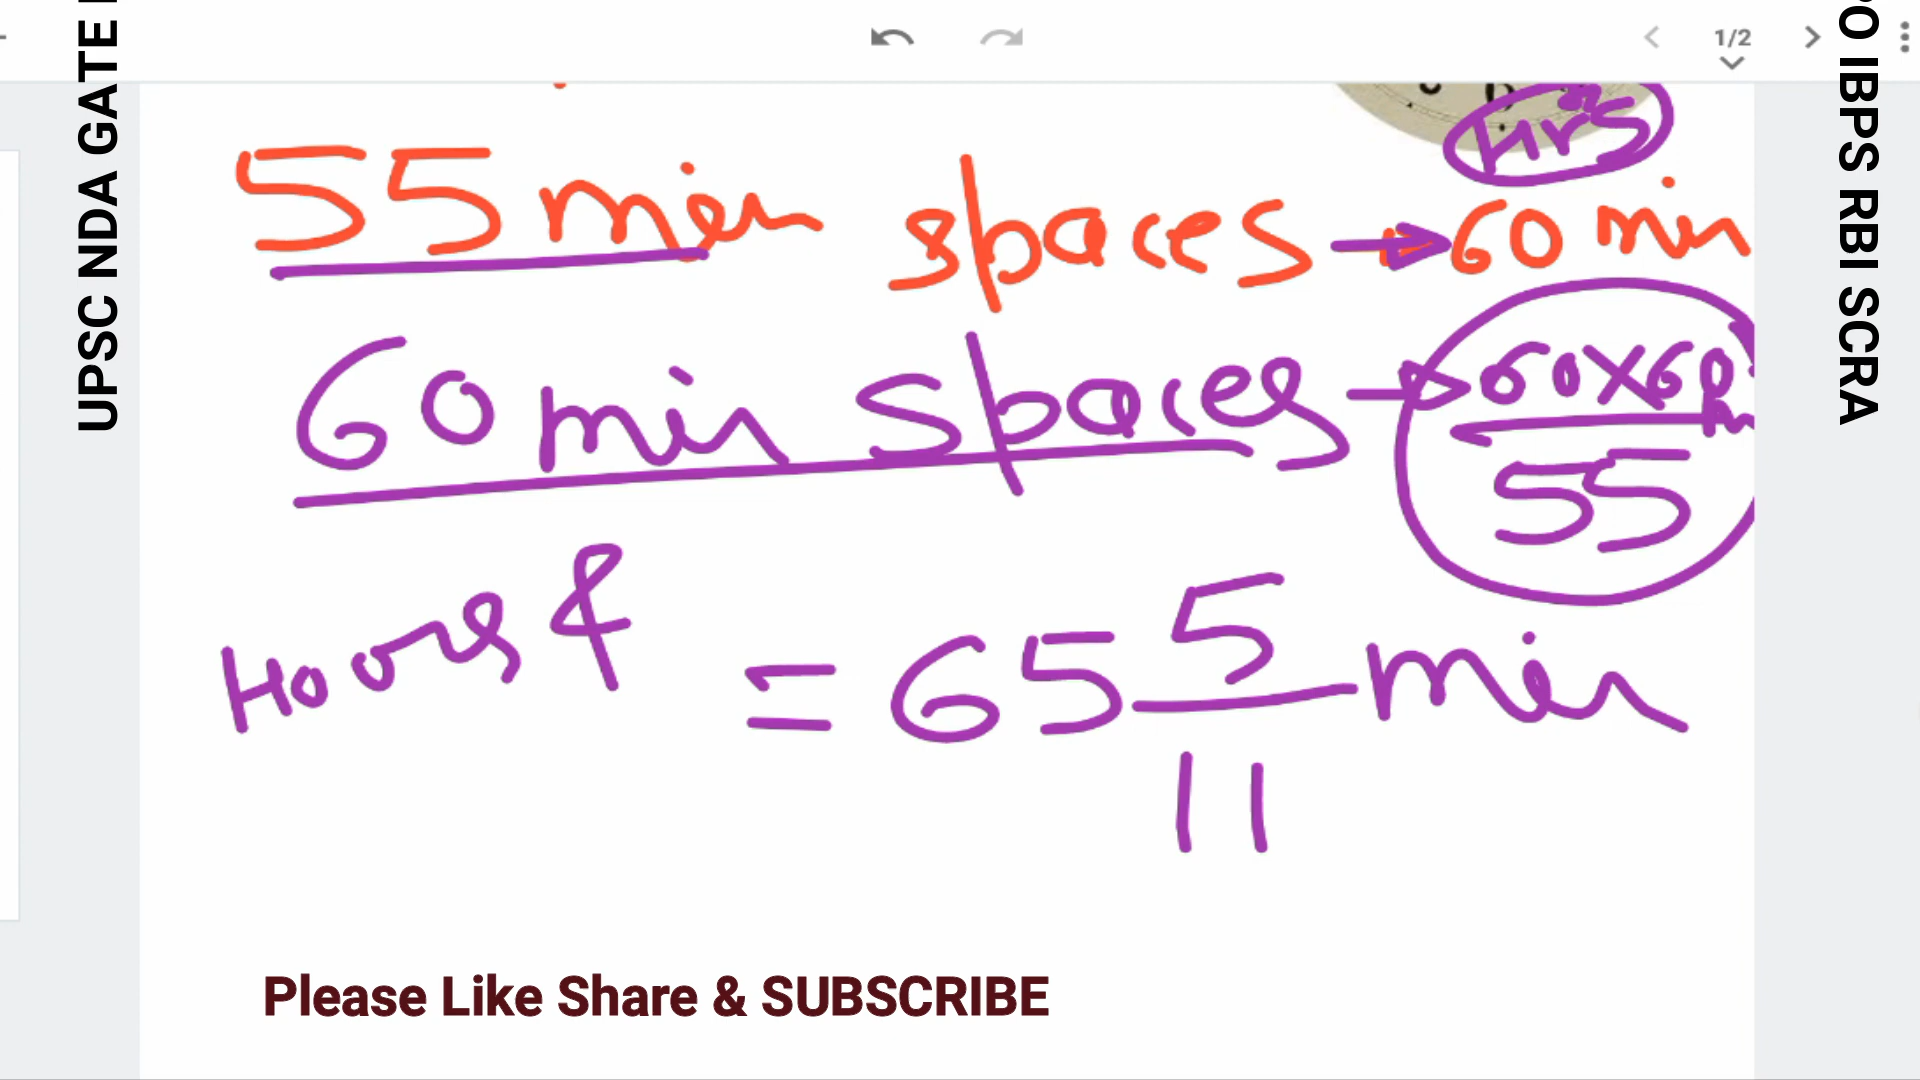 1/2
UPSC NDA GATE
Hrs
55 min spaces → 60 min
60 min spaces → 60×60
55
Hours &
= 65 5/11 min
PO IBPS RBI SCRA
Please Like Share & SUBSCRIBE